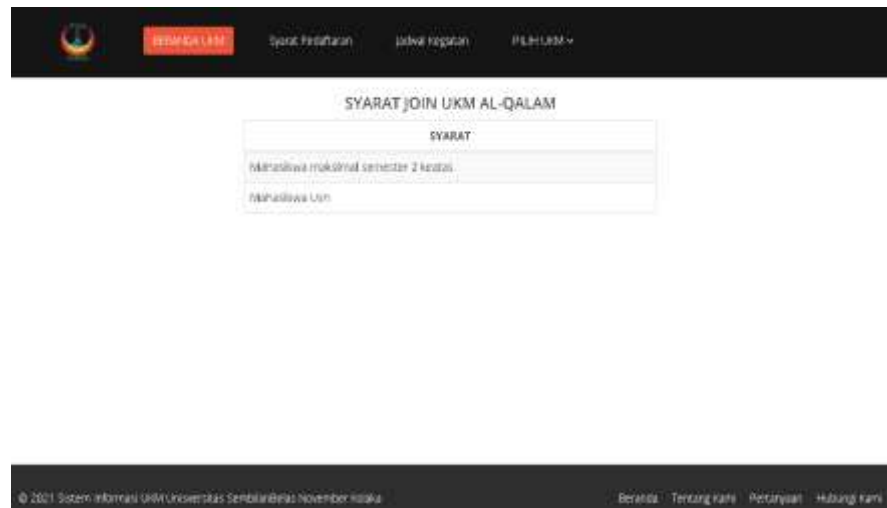 BERANDA UKM Syarat Pedaftaran Jadwal Kegiatan PILIH UKM
SYARAT JOIN UKM AL-QALAM
SYARAT
Mahasiswa maksimal semester 2 keatas
Mahasiswa Usn
© 2021 Sistem Informasi UKM Universitas SembilanBelas November Kolaka
Beranda Tentang Kami Pertanyaan Hubungi Kami